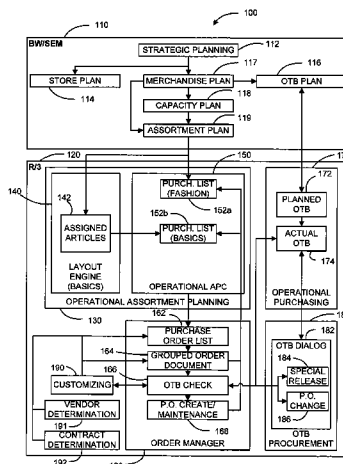 100
110
BW/SEM
STRATEGIC PLANNING
112
STORE PLAN
114
MERCHANDISE PLAN
117
OTB PLAN
116
CAPACITY PLAN
118
ASSORTMENT PLAN
119
R/3
120
150
140
142
ASSIGNED
ARTICLES
LAYOUT
ENGINE
(BASICS)
PURCH. LIST
(FASHION)
152a
152b
PURCH. LIST
(BASICS)
OPERATIONAL APC
OPERATIONAL ASSORTMENT PLANNING
130
172
PLANNED
OTB
ACTUAL
OTB
174
OPERATIONAL
PURCHASING
162
PURCHASE
ORDER LIST
164
GROUPED ORDER
DOCUMENT
166
OTB CHECK
P.O. CREATE/
MAINTENANCE
168
ORDER MANAGER
190
CUSTOMIZING
VENDOR
DETERMINATION
191
CONTRACT
DETERMINATION
192
182
OTB DIALOG
184
SPECIAL
RELEASE
P.O.
CHANGE
186
OTB
PROCUREMENT